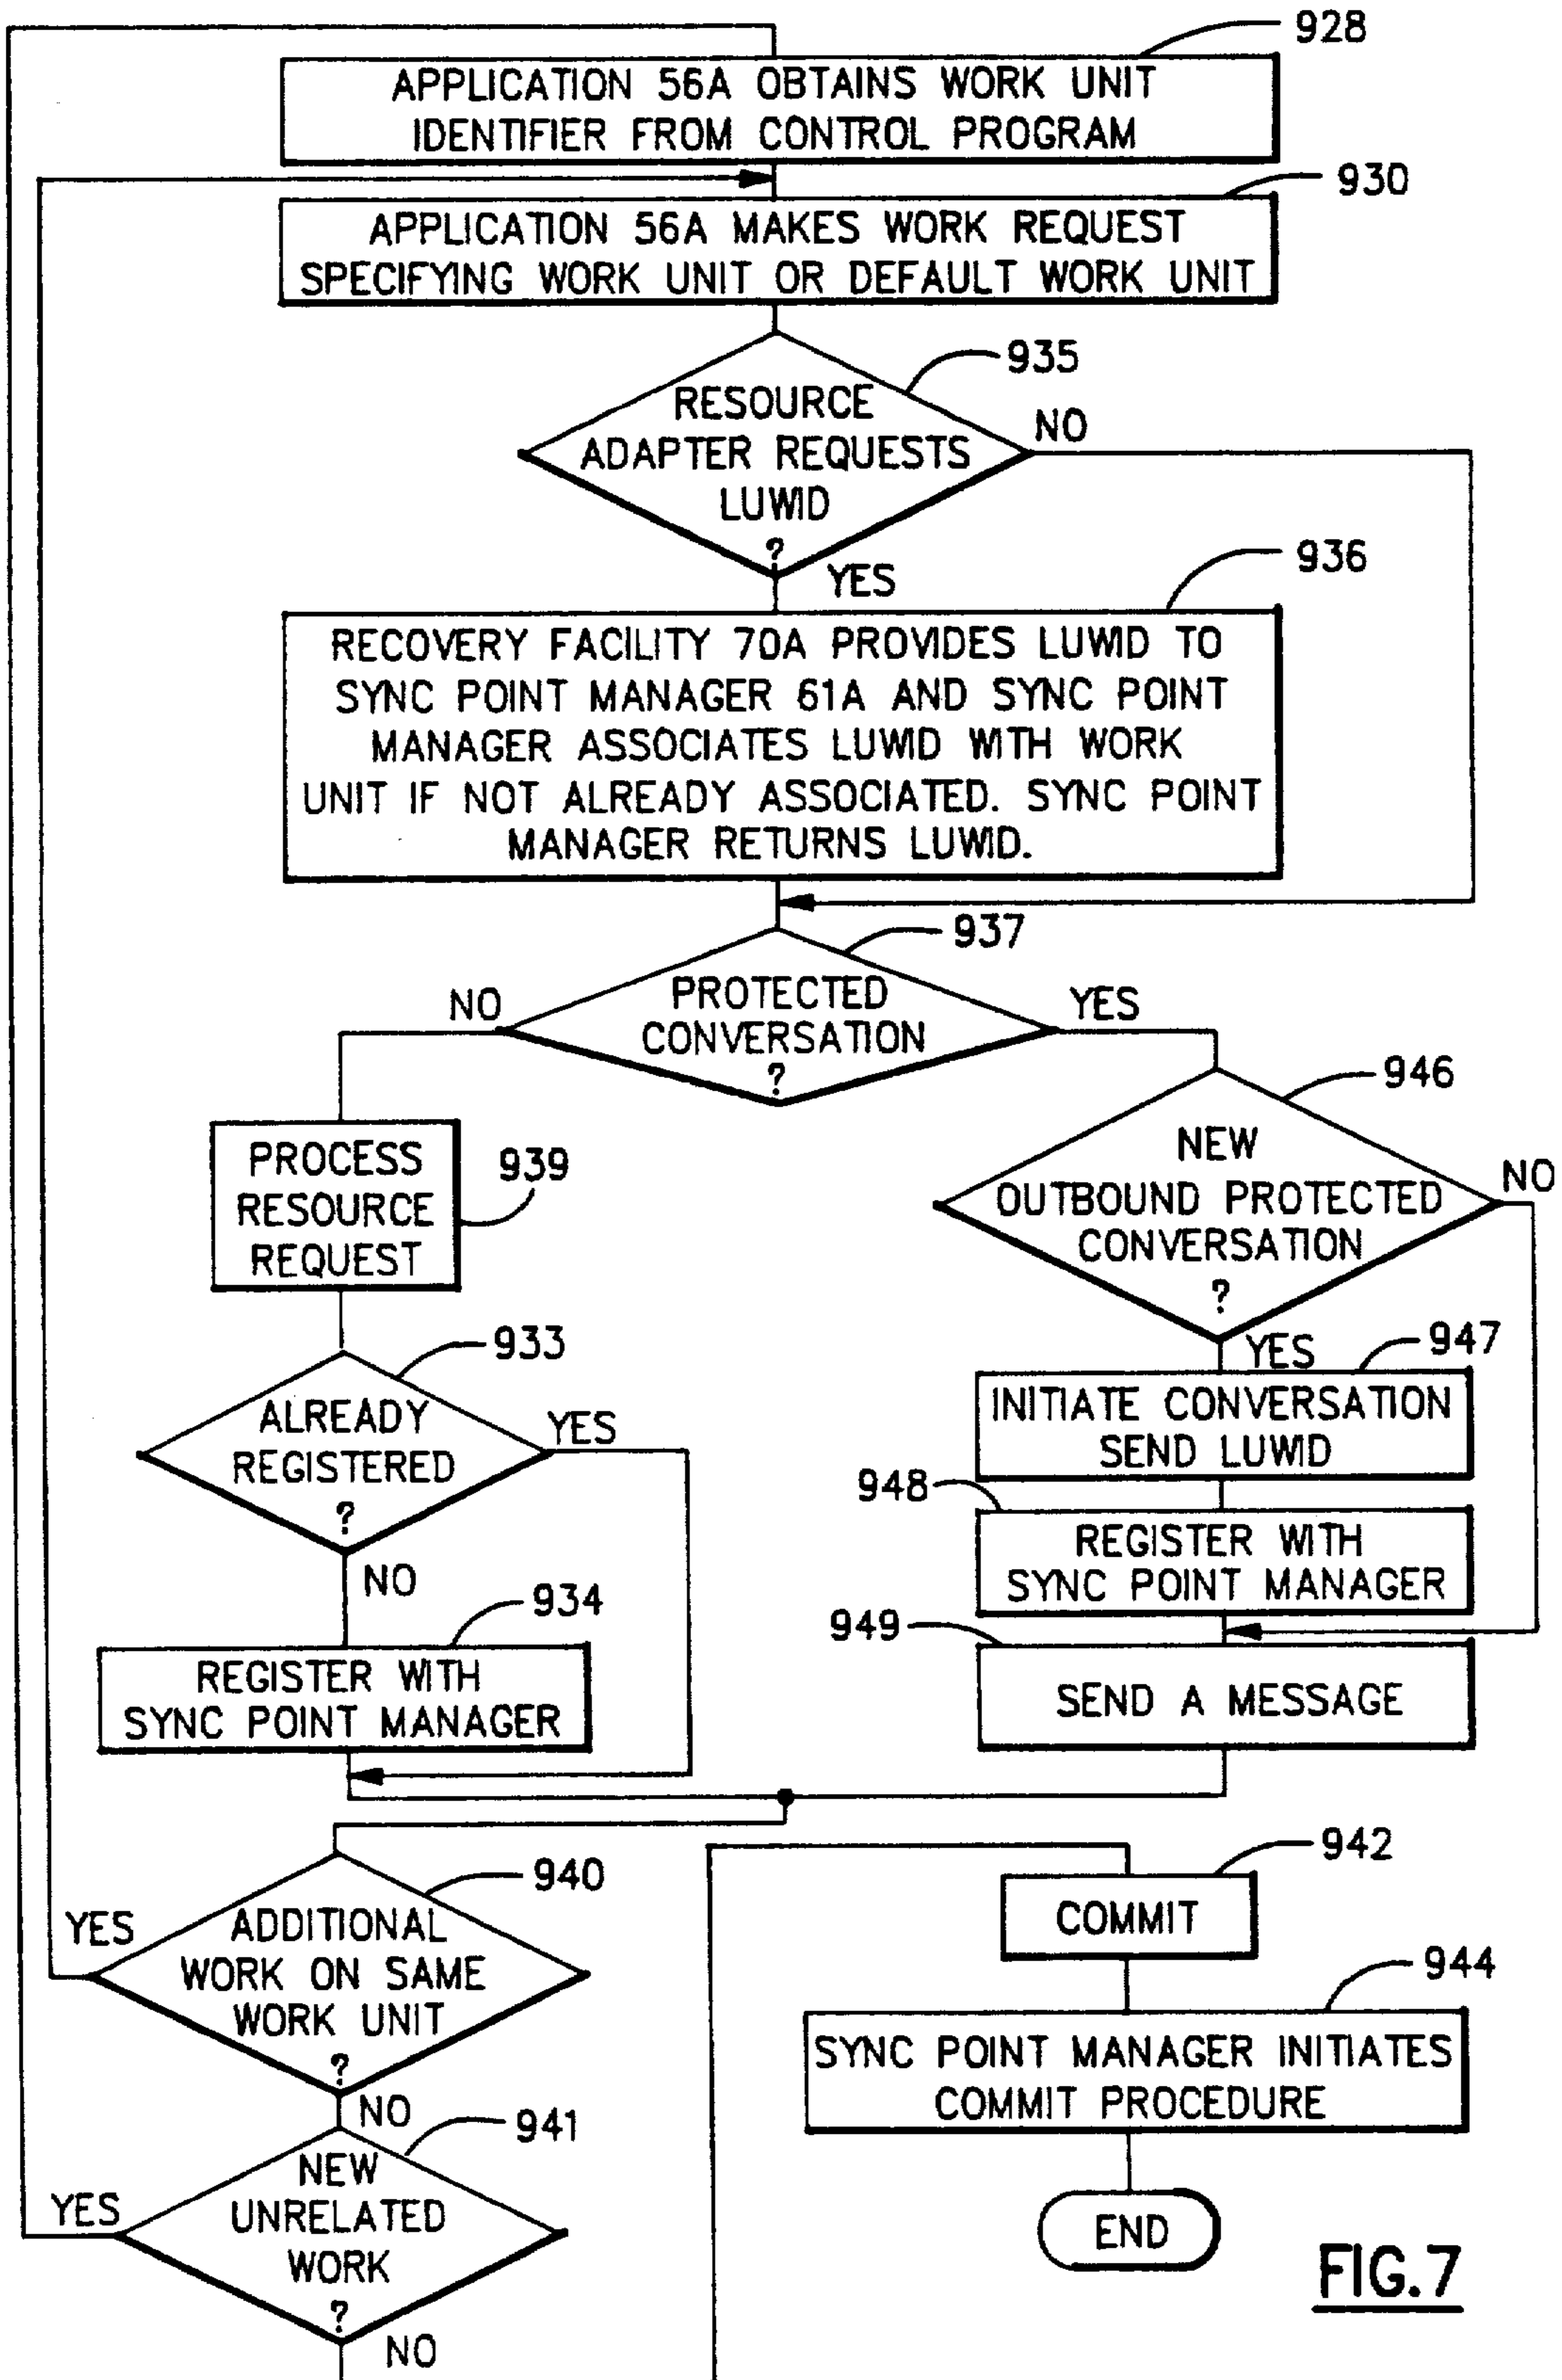 928
APPLICATION 56A OBTAINS WORK UNIT
IDENTIFIER FROM CONTROL PROGRAM
930
APPLICATION 56A MAKES WORK REQUEST
SPECIFYING WORK UNIT OR DEFAULT WORK UNIT
935
RESOURCE
ADAPTER REQUESTS
LUWID
?
NO
YES
936
RECOVERY FACILITY 70A PROVIDES LUWID TO
SYNC POINT MANAGER 61A AND SYNC POINT
MANAGER ASSOCIATES LUWID WITH WORK
UNIT IF NOT ALREADY ASSOCIATED. SYNC POINT
MANAGER RETURNS LUWID.
937
PROTECTED
CONVERSATION
?
NO
YES
PROCESS
RESOURCE
REQUEST
939
946
NEW
OUTBOUND PROTECTED
CONVERSATION
?
NO
YES
933
ALREADY
REGISTERED
?
YES
NO
947
INITIATE CONVERSATION
SEND LUWID
948
REGISTER WITH
SYNC POINT MANAGER
934
REGISTER WITH
SYNC POINT MANAGER
949
SEND A MESSAGE
940
ADDITIONAL
WORK ON SAME
WORK UNIT
?
YES
NO
942
COMMIT
944
SYNC POINT MANAGER INITIATES
COMMIT PROCEDURE
END
941
NEW
UNRELATED
WORK
?
YES
NO
FIG.7